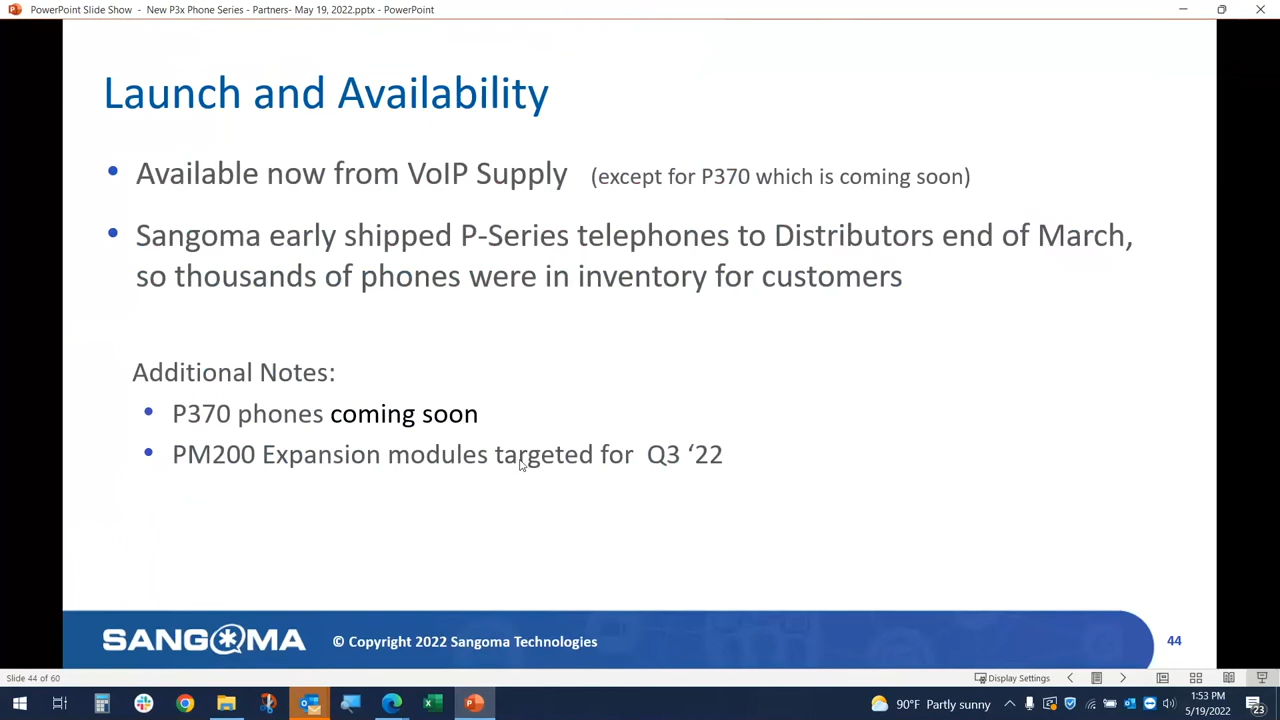 PowerPoint Slide Show - New P3x Phone Series - Partners- May 19, 2022.pptx - PowerPoint
Launch and Availability
• Available now from VoIP Supply (except for P370 which is coming soon)
• Sangoma early shipped P-Series telephones to Distributors end of March,
so thousands of phones were in inventory for customers
Additional Notes:
• P370 phones coming soon
• PM200 Expansion modules targeted for Q3 ‘22
SANGOMA © Copyright 2022 Sangoma Technologies 44
Slide 44 of 60 Display Settings
90°F Partly sunny 1:53 PM
5/19/2022 23